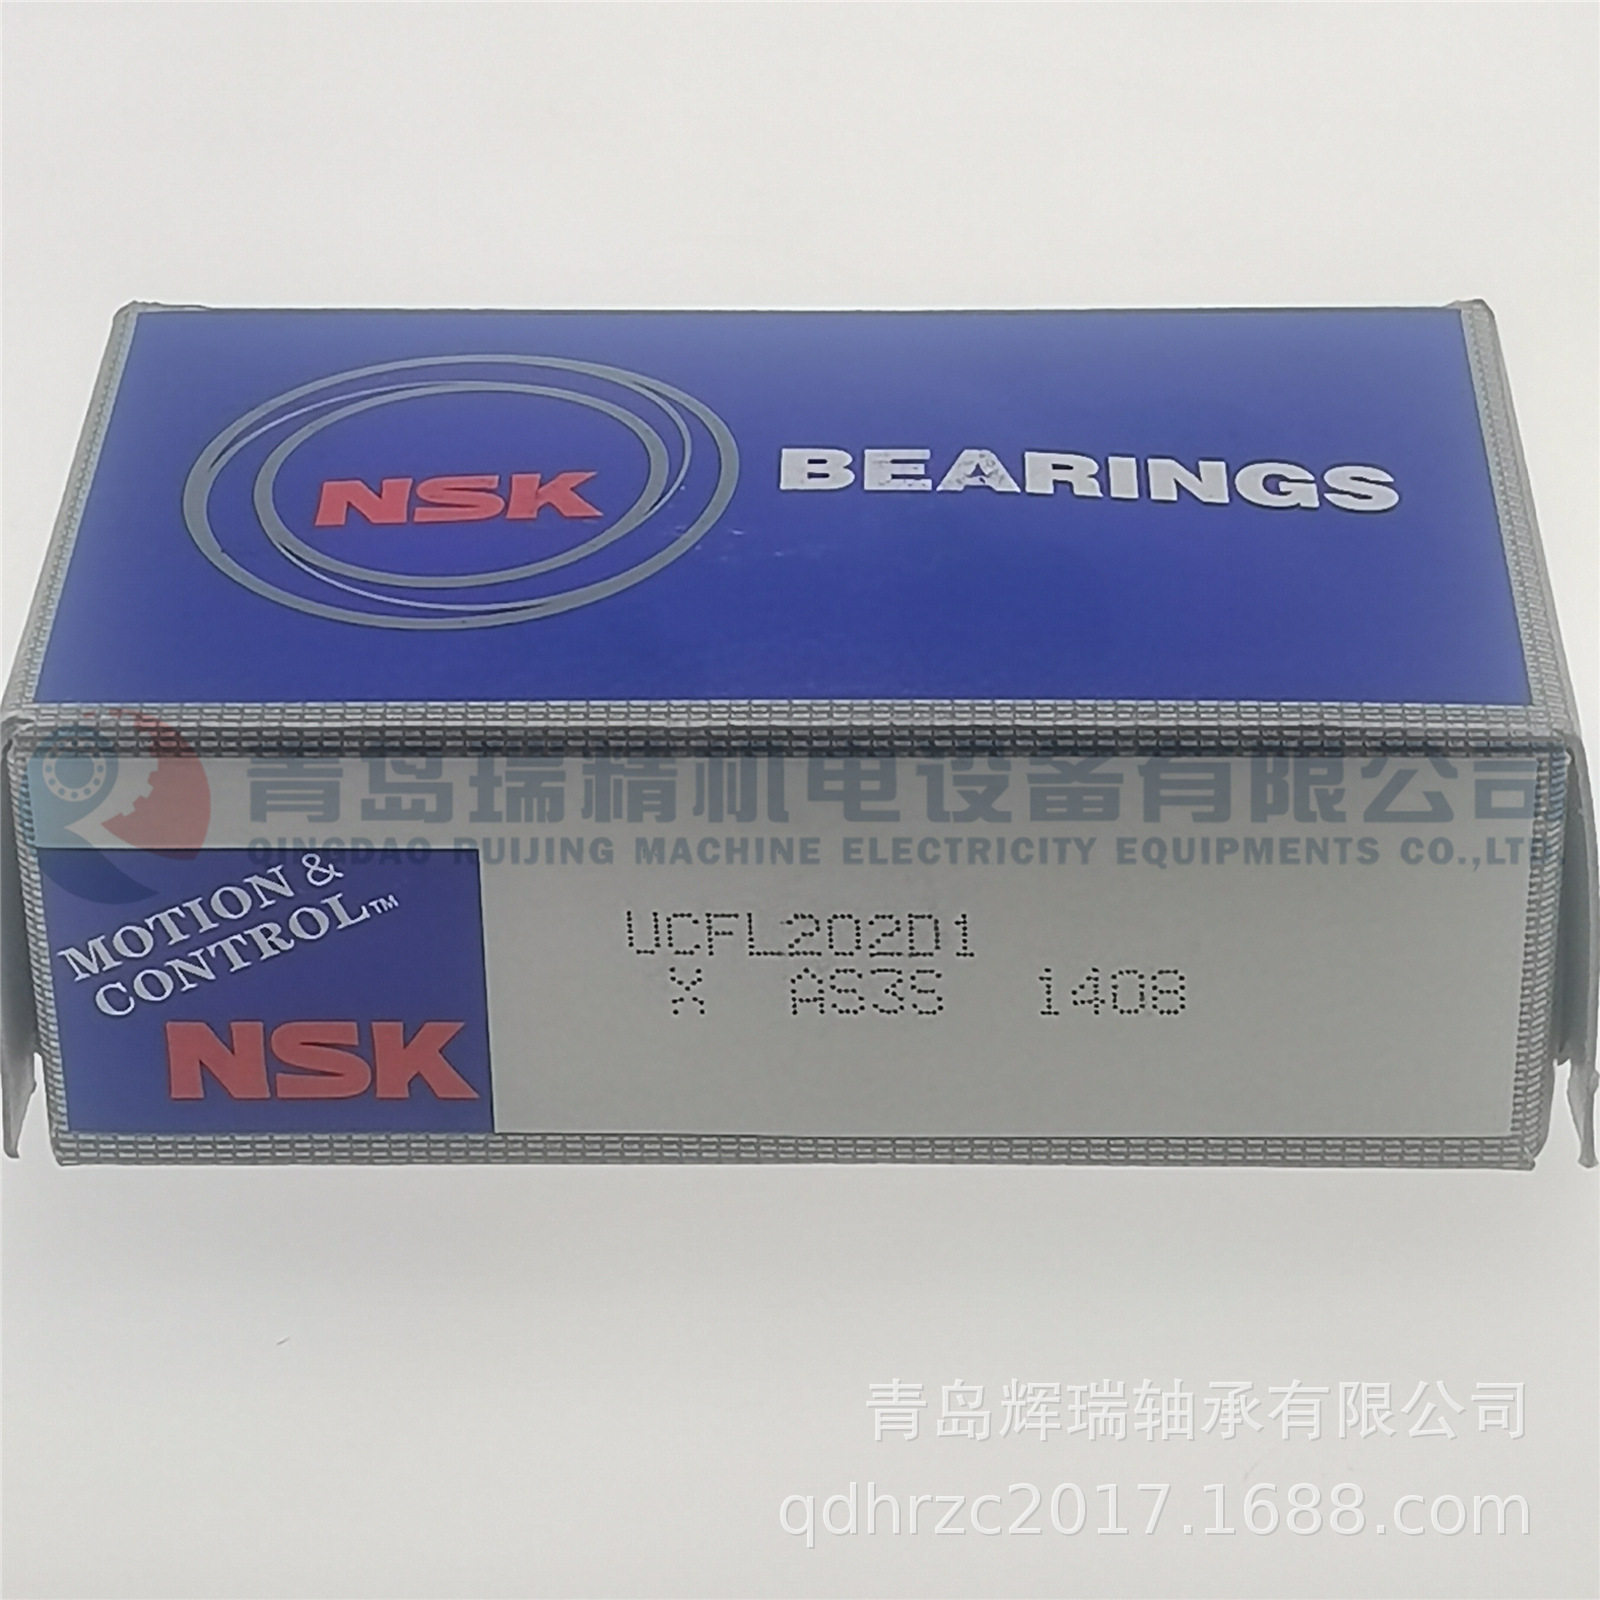 NSK
BEARINGS
青岛瑞精机电设备有限公司
QINGDAO RUIJING MACHINE ELECTRICITY EQUIPMENTS CO.,LTD
MOTION &
CONTROL™
NSK
UCFL202D1
X AS3S 1408
青岛辉瑞轴承有限公司
qdhrzc2017.1688.com